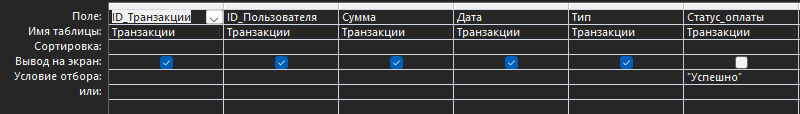 Поле: ID_Транзакции ID_Пользователя Сумма Дата Тип Статус_оплаты
Имя таблицы: Транзакции Транзакции Транзакции Транзакции Транзакции Транзакции
Сортировка:
Вывод на экран:
Условие отбора: "Успешно"
или: